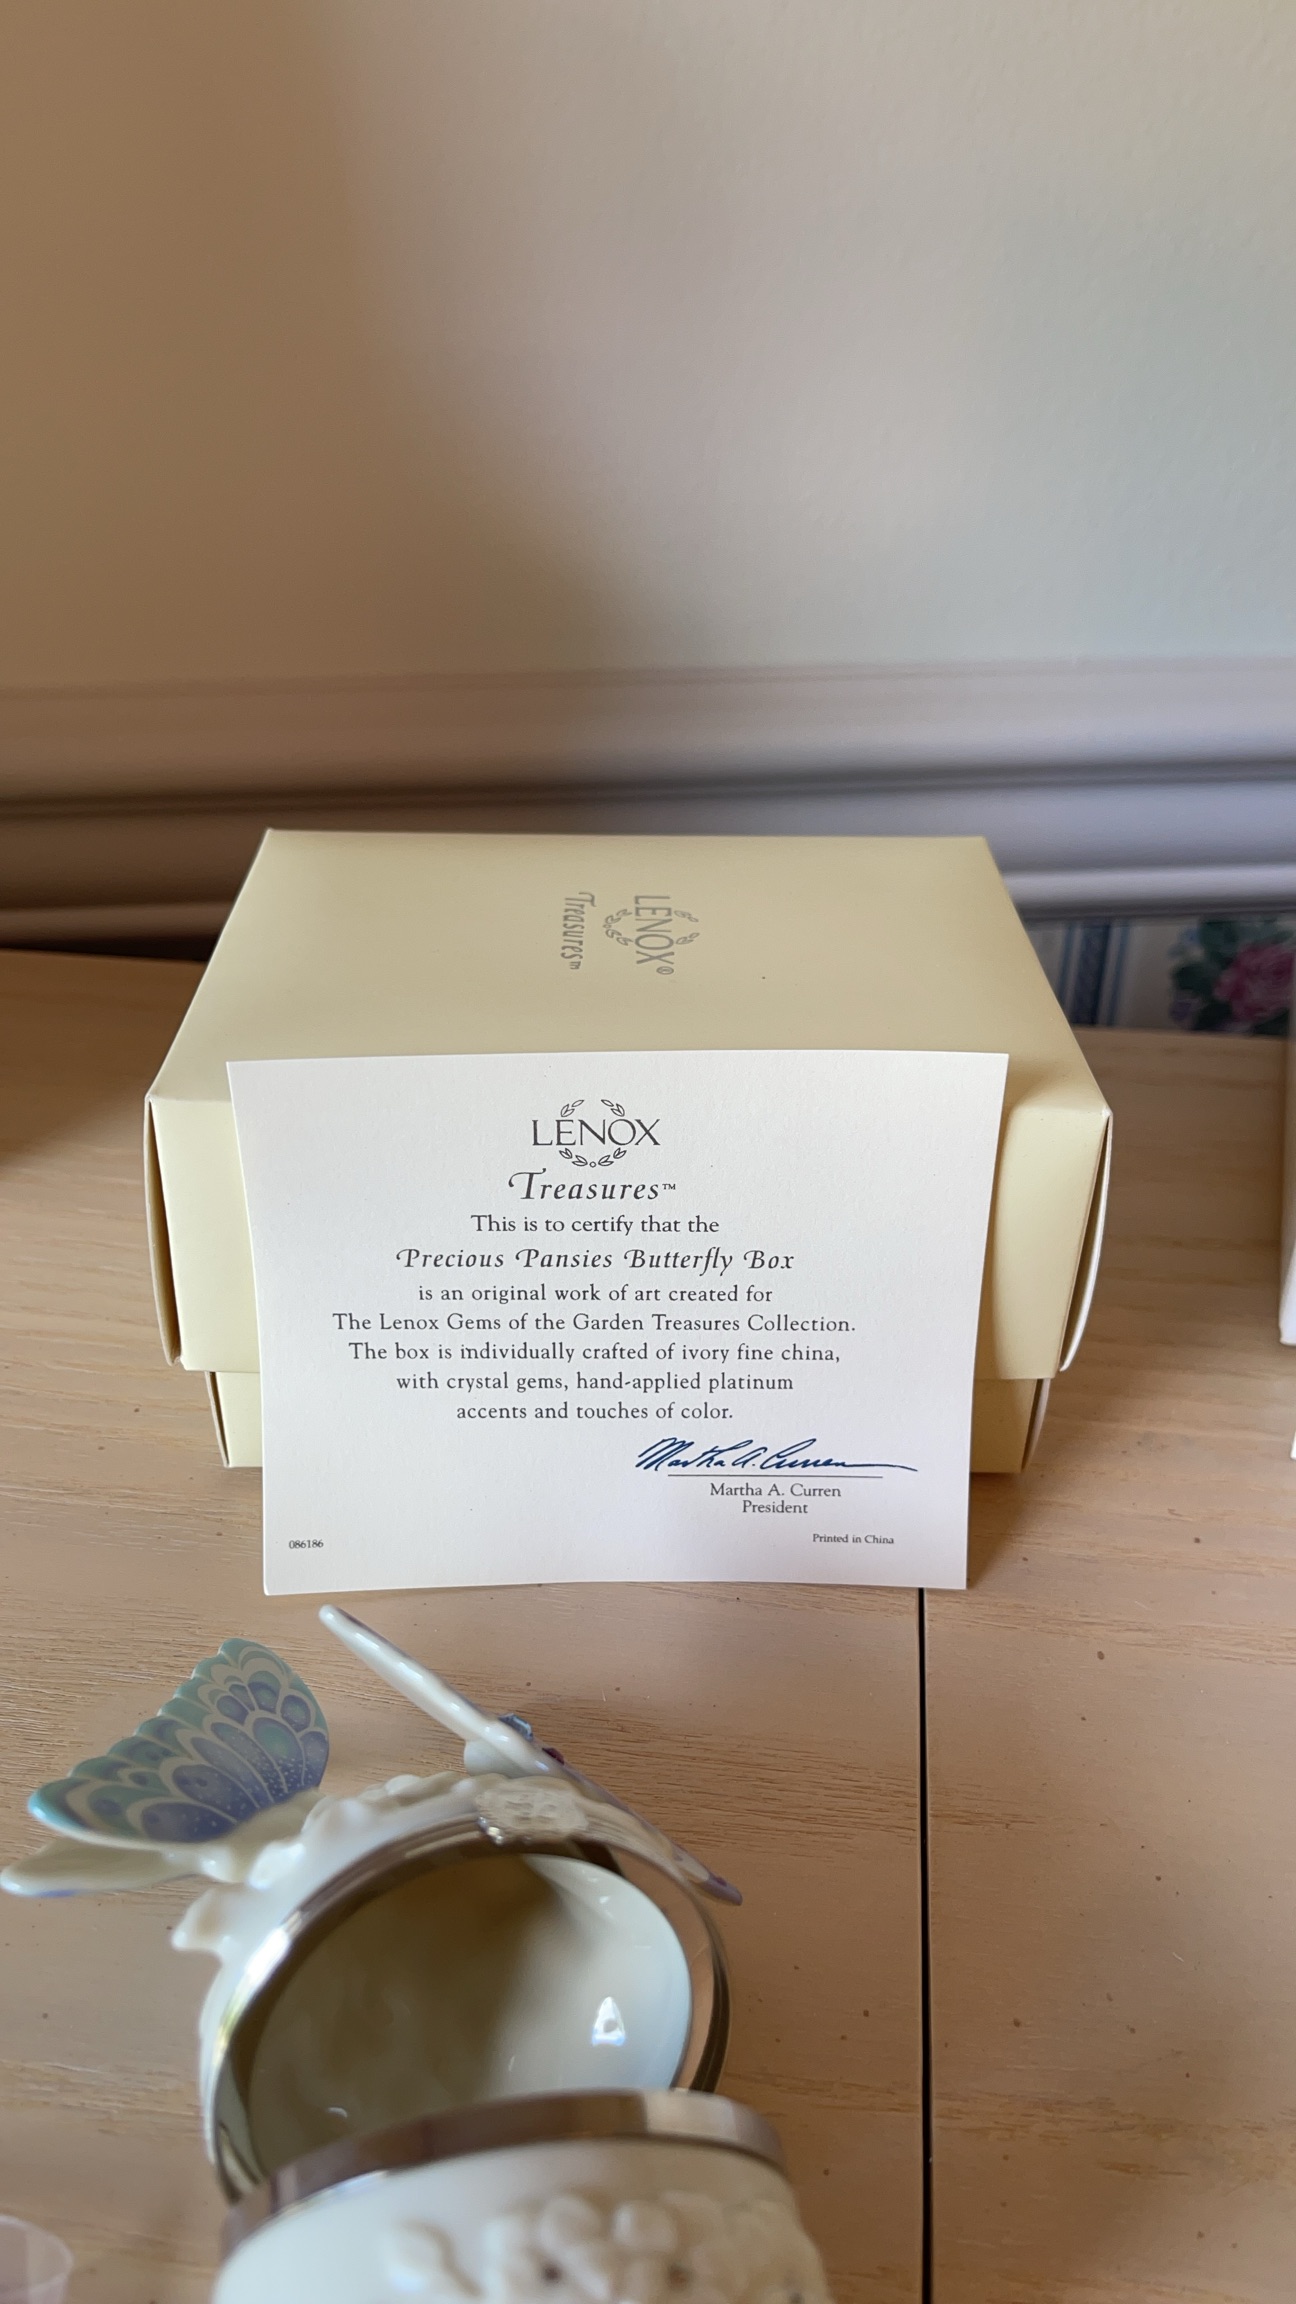 LENOX®
Treasures™
LENOX
Treasures™
This is to certify that the
Precious Pansies Butterfly Box
is an original work of art created for
The Lenox Gems of the Garden Treasures Collection.
The box is individually crafted of ivory fine china,
with crystal gems, hand-applied platinum
accents and touches of color.
Martha A. Curren
Martha A. Curren
President
086186
Printed in China